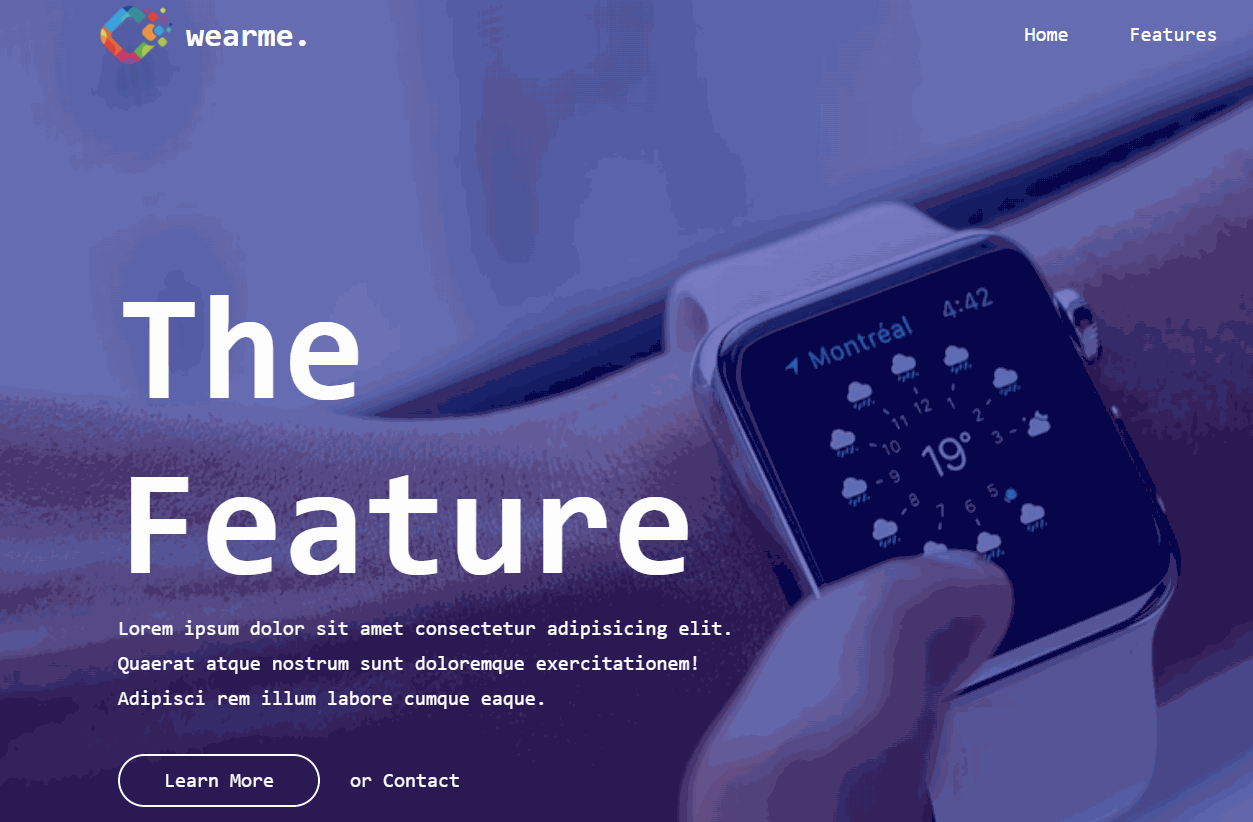 wearme.
Home Features
The
Feature
Lorem ipsum dolor sit amet consectetur adipisicing elit.
Quaerat atque nostrum sunt doloremque exercitationem!
Adipisci rem illum labore cumque eaque.
Learn More or Contact
Montréal 4:42
12
11 1
10 2
9 19° 3
8 5
7 6